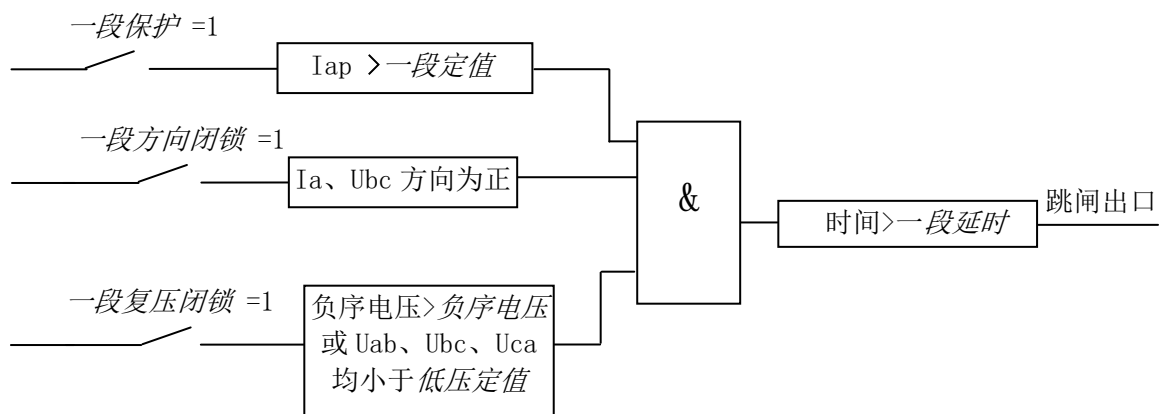 一段保护 =1
Iap >一段定值
一段方向闭锁 =1
Ia、Ubc 方向为正
&
时间>一段延时
跳闸出口
一段复压闭锁 =1
负序电压>负序电压
或 Uab、Ubc、Uca
均小于低压定值